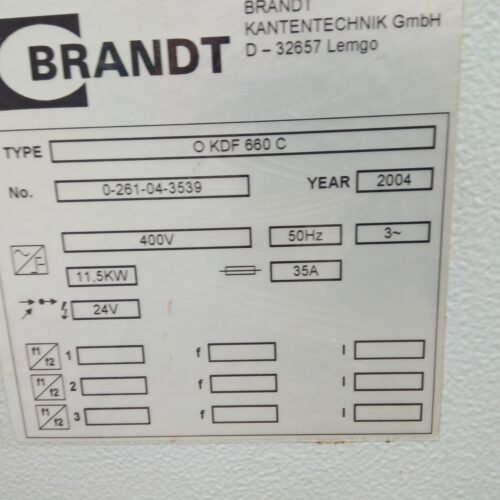 BRANDT
BRANDT
KANTENTECHNIK GmbH
D – 32657 Lemgo
TYPE O KDF 660 C
No. 0-261-04-3539 YEAR 2004
400V 50Hz 3~
11,5KW 35A
24V
f1 f2 1 f I
f1 f2 2 f I
f1 f2 3 f I